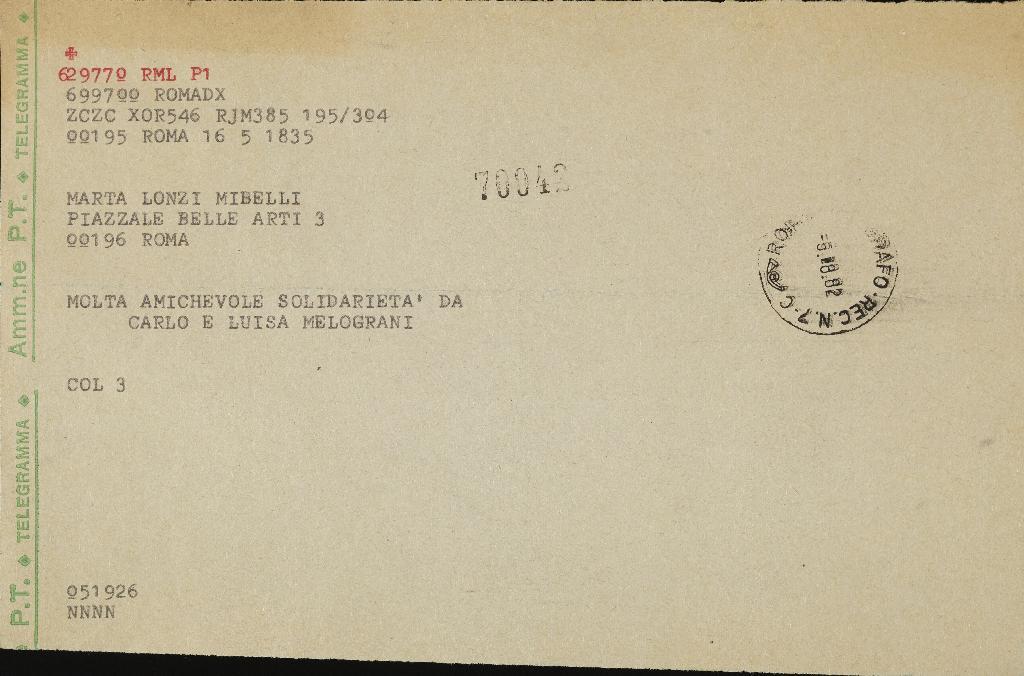 629770 RML P1
699700 ROMADX
ZCZC XOR546 RJM385 195/304
00195 ROMA 16 5 1835
70042
MARTA LONZI MIBELLI
PIAZZALE BELLE ARTI 3
00196 ROMA
MOLTA AMICHEVOLE SOLIDARIETA' DA
CARLO E LUISA MELOGRANI
COL 3
051926
NNNN
REC.N.7
P.T. ◆ TELEGRAMMA ◆
Amm.ne P.T. ◆ TELEGRAMMA ◆